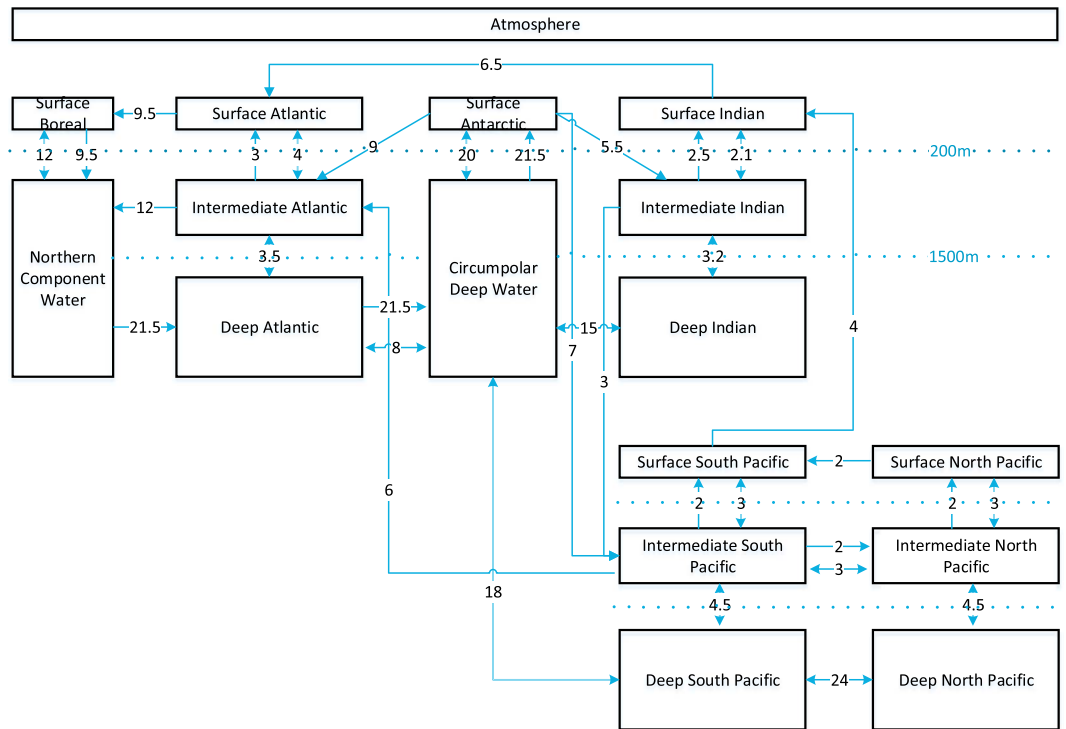 Atmosphere
6.5
Surface
Boreal
9.5
Surface Atlantic
Surface
Antarctic
Surface Indian
12
9.5
3
4
9
20
21.5
5.5
2.5
2.1
200m
Northern
Component
Water
12
Intermediate Atlantic
Circumpolar
Deep Water
Intermediate Indian
3.5
3.2
1500m
21.5
Deep Atlantic
21.5
8
15
Deep Indian
7
3
4
Surface South Pacific
2
Surface North Pacific
6
2
3
2
3
Intermediate South
Pacific
2
3
Intermediate North
Pacific
18
4.5
4.5
Deep South Pacific
24
Deep North Pacific